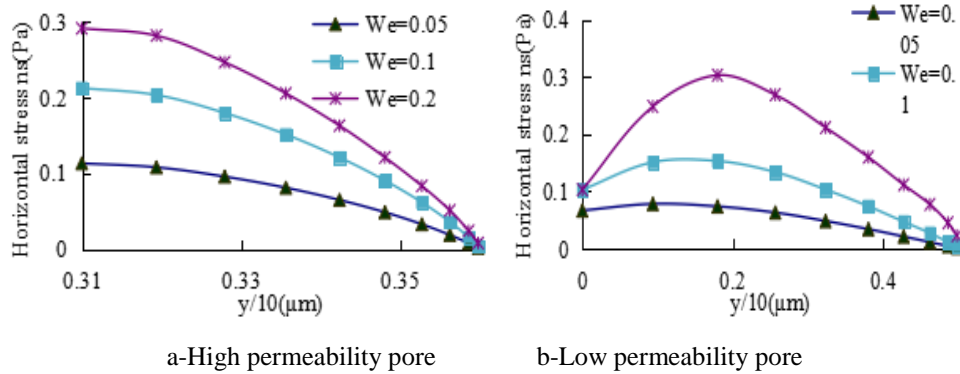 Horizontal stress ns(Pa)
0.3
0.2
0.1
0
0.31
0.33
0.35
y/10(μm)
We=0.05
We=0.1
We=0.2
a-High permeability pore
Horizontal stress ns(Pa)
0.4
0.3
0.2
0.1
0
0
0.2
0.4
y/10(μm)
We=0.
05
We=0.
1
b-Low permeability pore